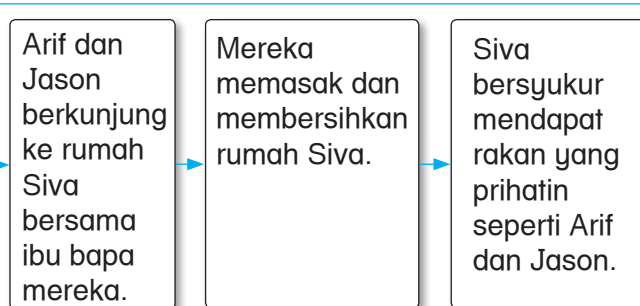 Arif dan
Jason
berkunjung
ke rumah
Siva
bersama
ibu bapa
mereka.
Mereka
memasak dan
membersihkan
rumah Siva.
Siva
bersyukur
mendapat
rakan yang
prihatin
seperti Arif
dan Jason.